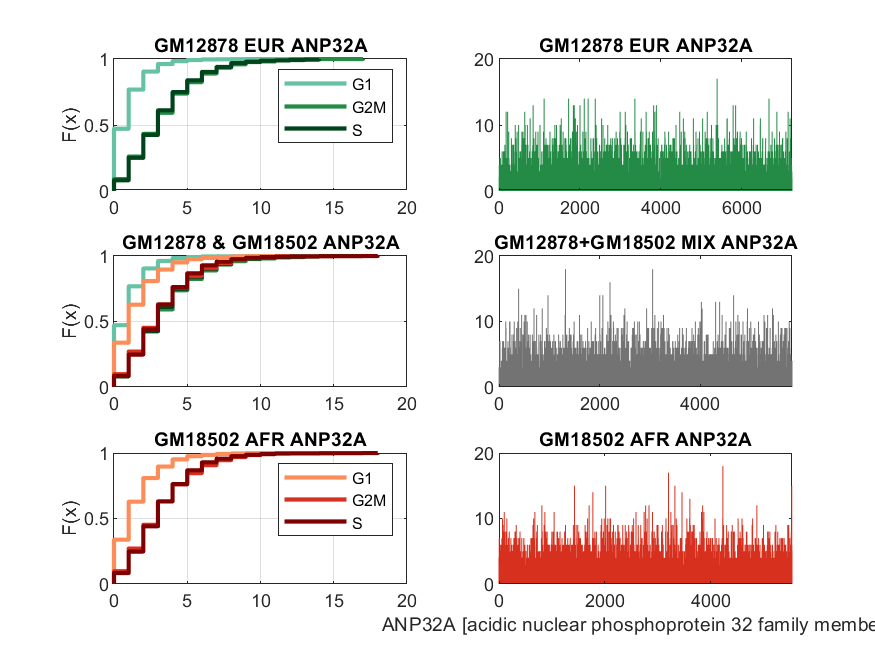 GM12878 EUR ANP32A
1
0.5
0
F(x)
0 5 10 15 20
G1
G2M
S
GM12878 EUR ANP32A
20
10
0
0 2000 4000 6000
GM12878 & GM18502 ANP32A
1
0.5
0
F(x)
0 5 10 15 20
GM12878+GM18502 MIX ANP32A
20
10
0
0 2000 4000
GM18502 AFR ANP32A
1
0.5
0
F(x)
0 5 10 15 20
G1
G2M
S
GM18502 AFR ANP32A
20
10
0
0 2000 4000
ANP32A [acidic nuclear phosphoprotein 32 family membe